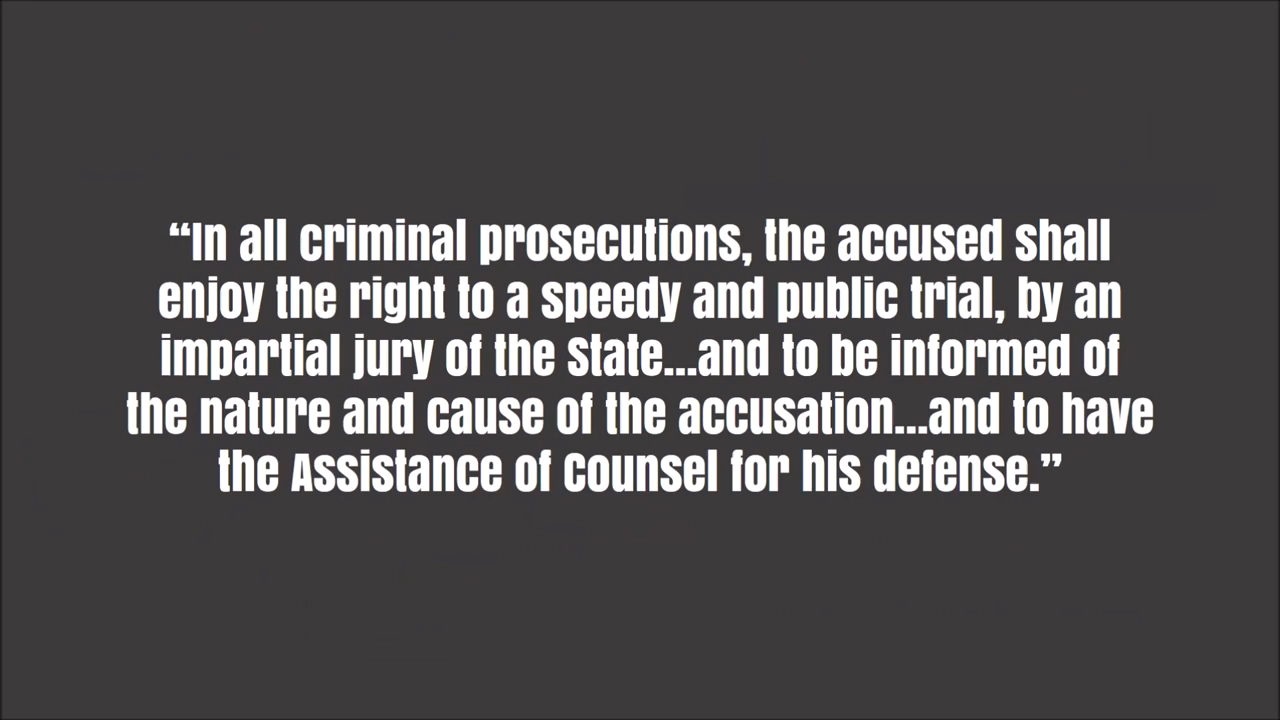 “In all criminal prosecutions, the accused shall
enjoy the right to a speedy and public trial, by an
impartial jury of the State...and to be informed of
the nature and cause of the accusation...and to have
the Assistance of Counsel for his defense.”